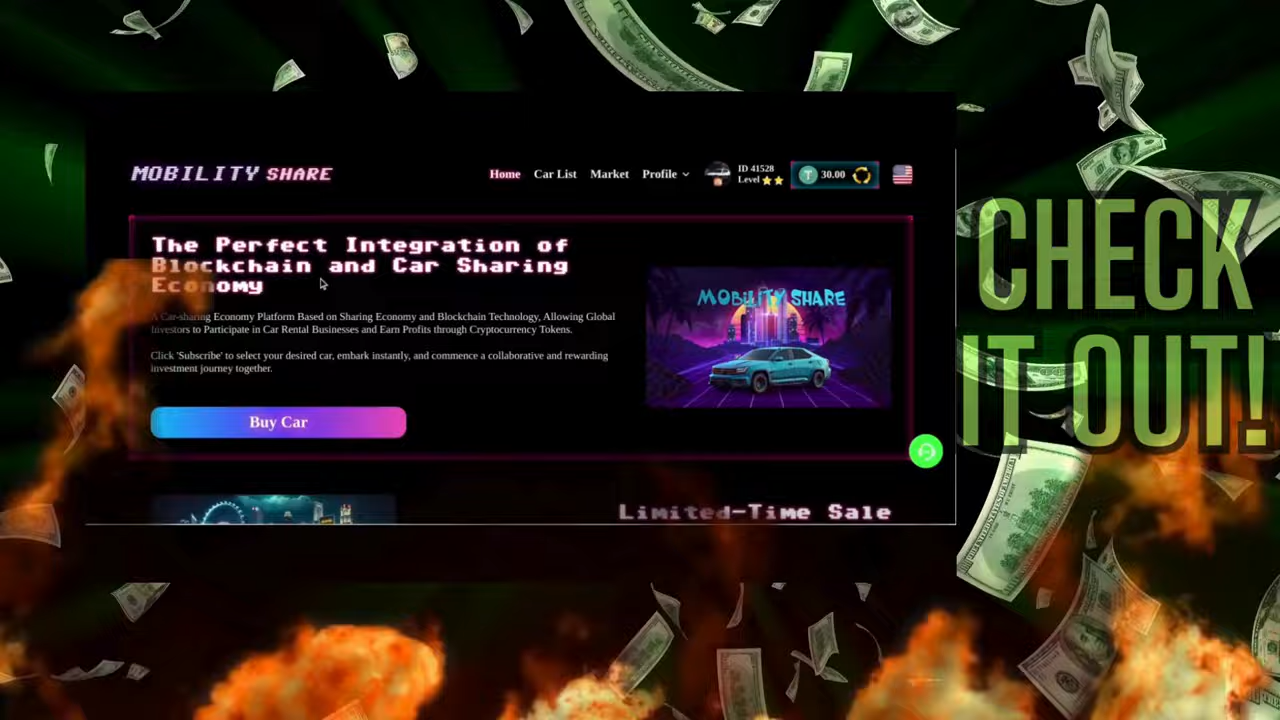 MOBILITY SHARE
Home Car List Market Profile
ID 41528
Level
30.00
The Perfect Integration of
Blockchain and Car Sharing
Economy
A Car-sharing Economy Platform Based on Sharing Economy and Blockchain Technology, Allowing Global
Investors to Participate in Car Rental Businesses and Earn Profits through Cryptocurrency Tokens.
Click 'Subscribe' to select your desired car, embark instantly, and commence a collaborative and rewarding
investment journey together.
Buy Car
MOBILITY SHARE
Limited-Time Sale
CHECK
IT OUT!